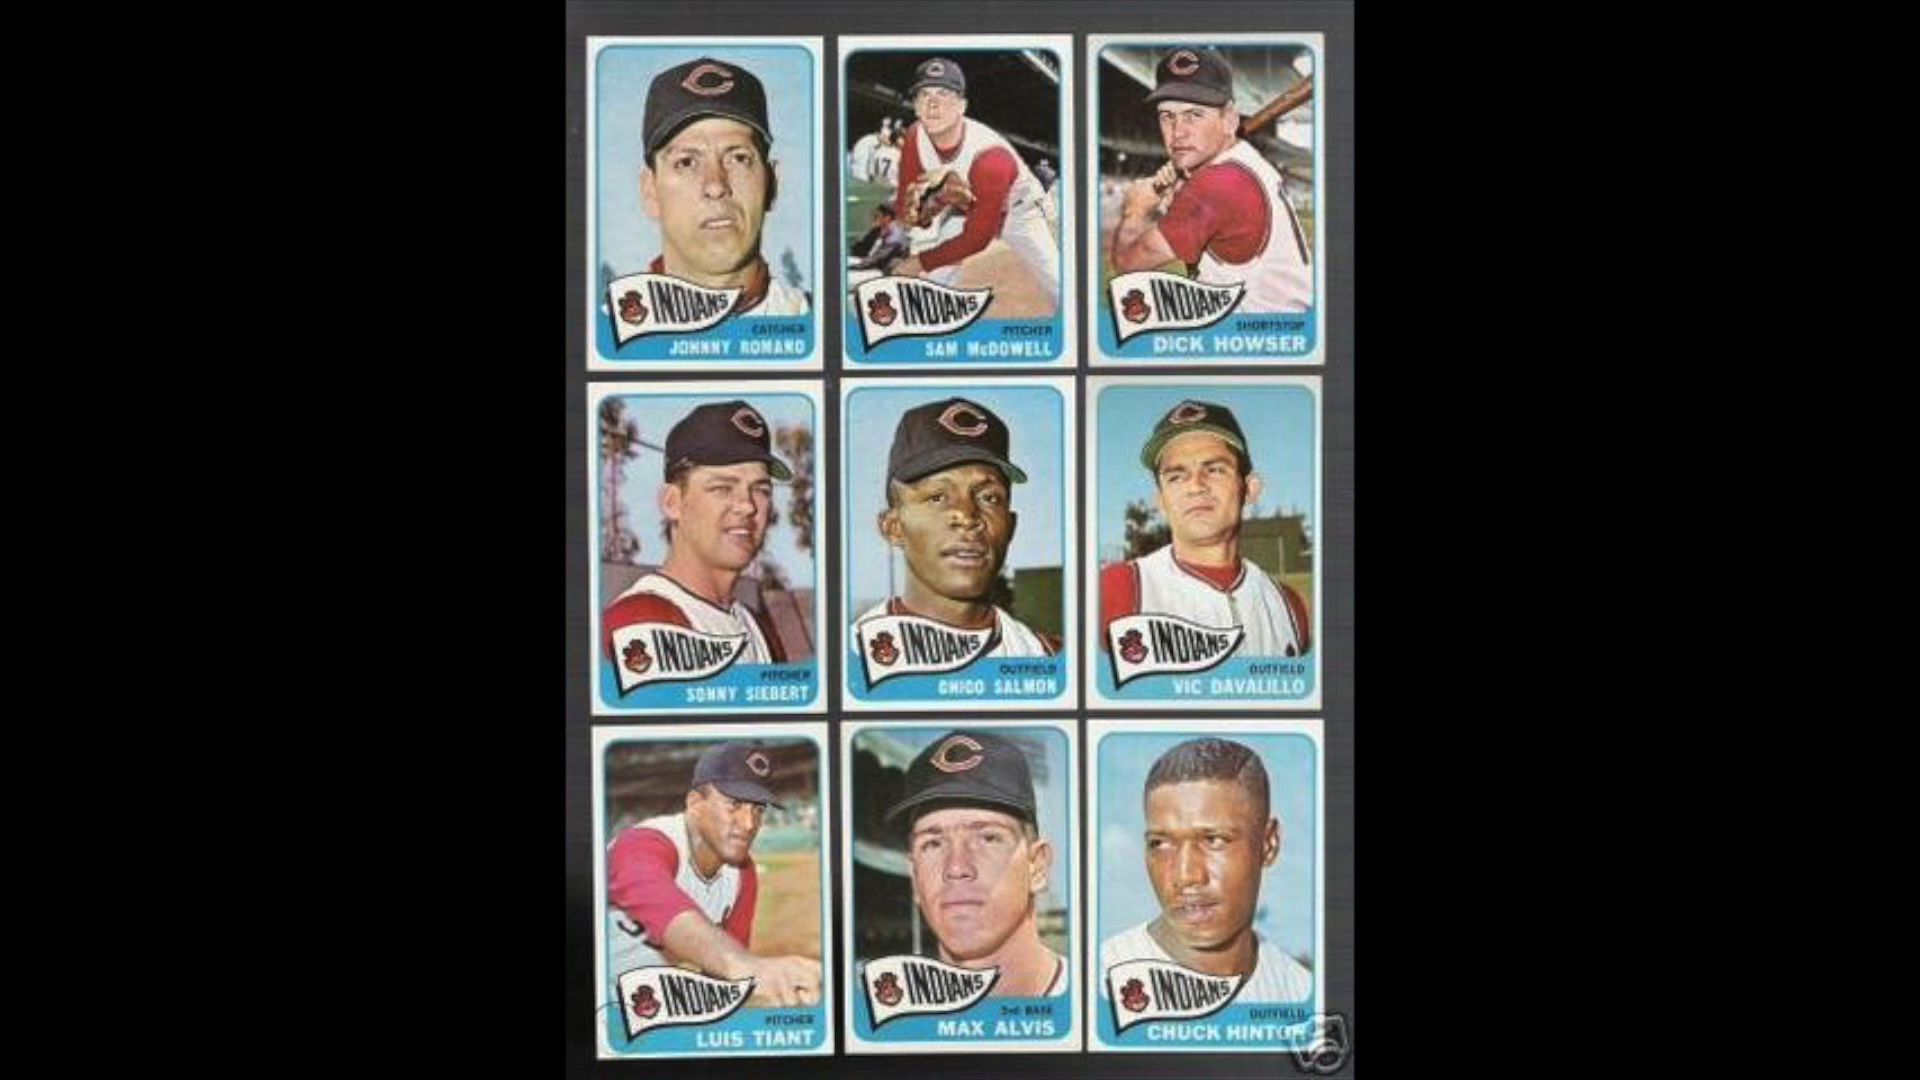 INDIANS
CATCHER
JOHNNY ROMANO
17
INDIANS
PITCHER
SAM McDOWELL
INDIANS
SHORTSTOP
DICK HOWSER
INDIANS
PITCHER
SONNY SIEBERT
INDIANS
OUTFIELD
CHICO SALMON
INDIANS
OUTFIELD
VIC DAVALILLO
INDIANS
PITCHER
LUIS TIANT
INDIANS
3rd BASE
MAX ALVIS
INDIANS
OUTFIELD
CHUCK HINTON